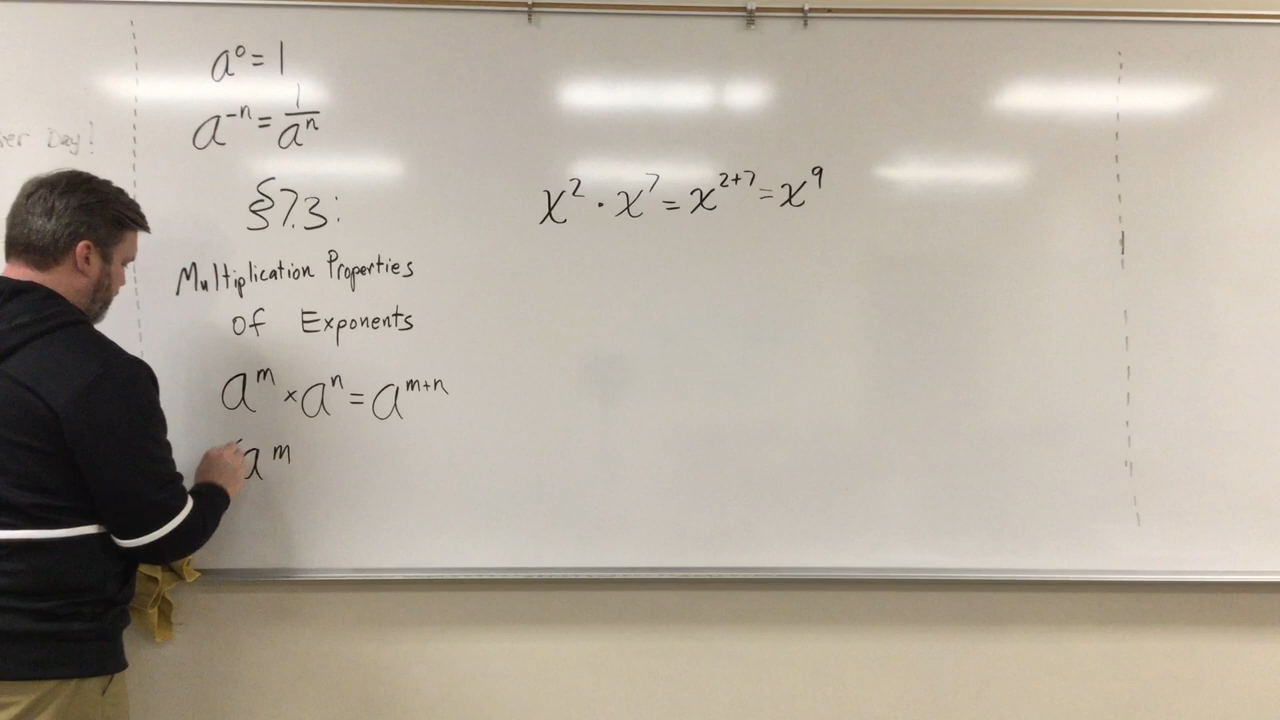 a⁰ = 1
a⁻ⁿ = 1/aⁿ
§7.3:
Multiplication Properties
of Exponents
aᵐ × aⁿ = aᵐ⁺ⁿ
(aᵐ
Day!
x² · x⁷ = x²⁺⁷ = x⁹